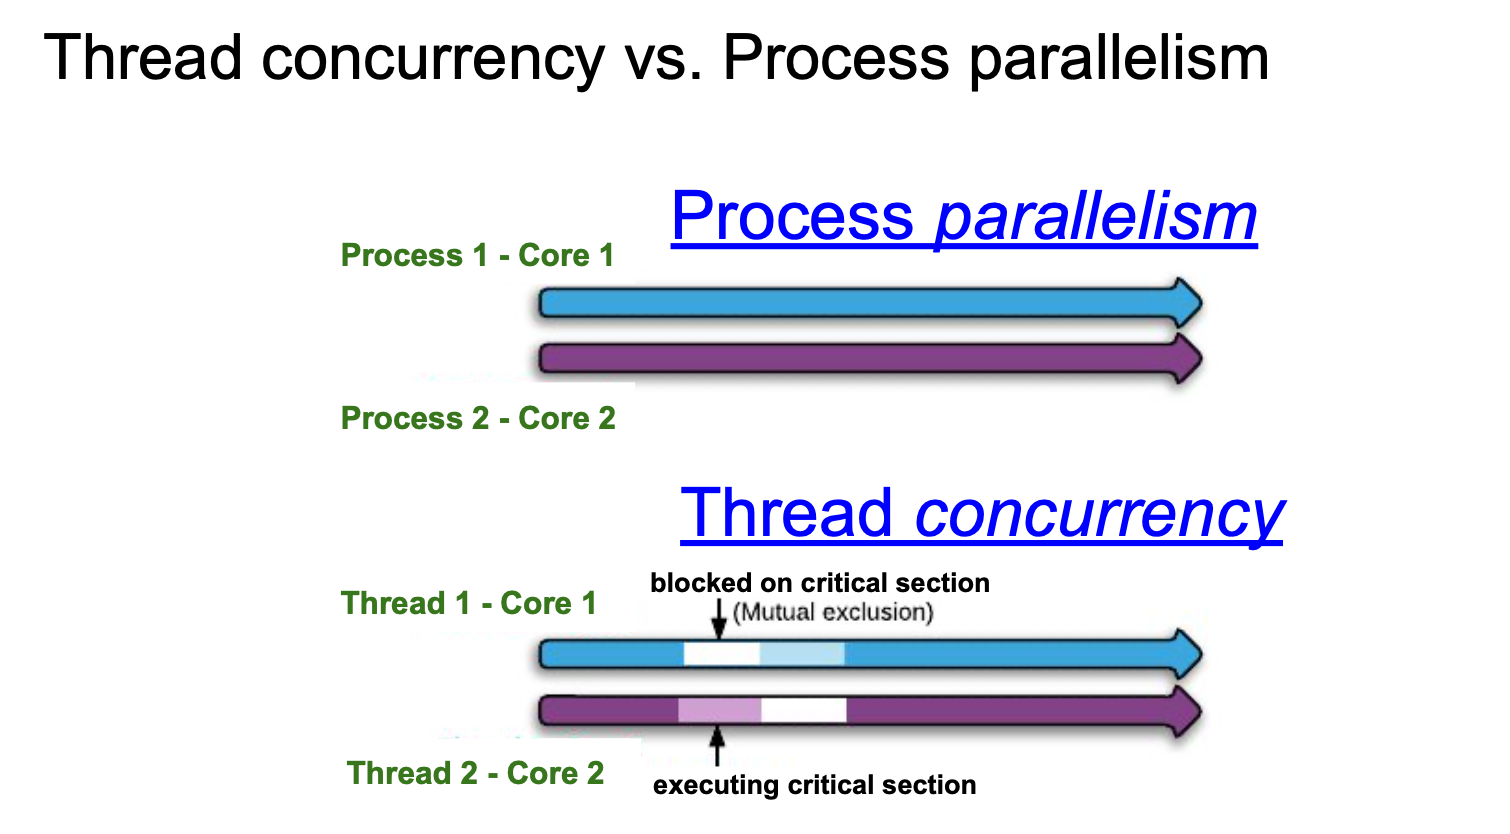 Thread concurrency vs. Process parallelism
Process parallelism
Process 1 - Core 1
Process 2 - Core 2
Thread concurrency
blocked on critical section
Thread 1 - Core 1
(Mutual exclusion)
Thread 2 - Core 2
executing critical section